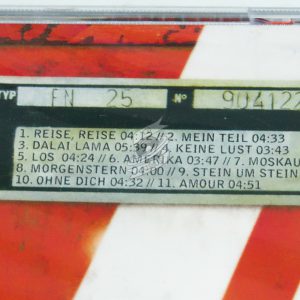 TYP EN 25 № 904122
1. REISE, REISE 04:12 // 2. MEIN TEIL 04:33
3. DALAI LAMA 05:39 // 4. KEINE LUST 03:43
5. LOS 04:24 // 6. AMERIKA 03:47 // 7. MOSKAU
8. MORGENSTERN 04:00 // 9. STEIN UM STEIN
10. OHNE DICH 04:32 // 11. AMOUR 04:51